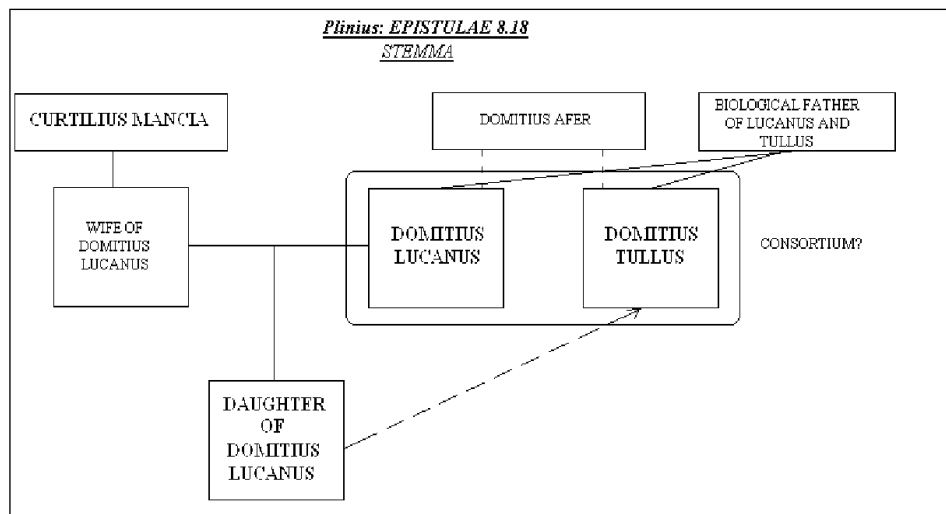 Plinius: EPISTULAE 8.18
STEMMA
CURTILIUS MANCIA
DOMITIUS AFER
BIOLOGICAL FATHER
OF LUCANUS AND
TULLUS
WIFE OF
DOMITIUS
LUCANUS
DOMITIUS
LUCANUS
DOMITIUS
TULLUS
CONSORTIUM?
DAUGHTER
OF
DOMITIUS
LUCANUS